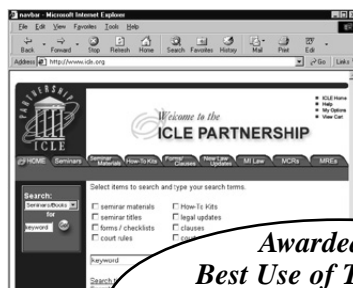 navbar - Microsoft Internet Explorer
File Edit View Favorites Tools Help
Back Forward Stop Refresh Home Search Favorites History Mail Print Edit
Address http://www.icle.org Go Links
PARTNERSHIP
ICLE
Welcome to the
ICLE PARTNERSHIP
ICLE Home
Help
My Options
View Cart
HOME Seminars Seminar Materials How-To Kits Former Clauses New Law Updates MI Law MCRs MREs
Search:
Seminars/Books
for
keyword
Select items to search and type your search terms.
seminar materials How-To Kits
seminar titles legal updates
forms / checklists clauses
court rules
keyword
Search
Awarded
Best Use of T